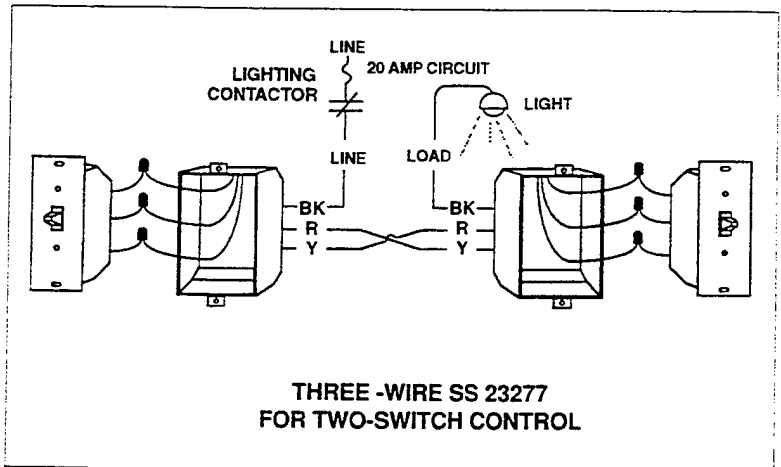 LINE
20 AMP CIRCUIT
LIGHTING
CONTACTOR
LIGHT
LINE
LOAD
BK
BK
R
R
Y
Y
THREE -WIRE SS 23277
FOR TWO-SWITCH CONTROL